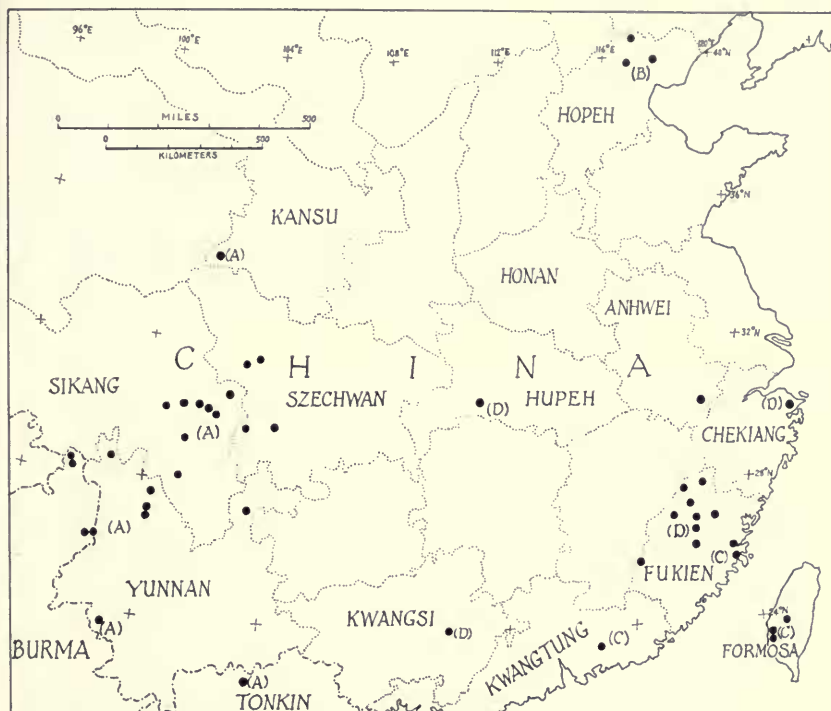 96°E
100°E
104°E
108°E
112°E
116°E
120°E
40°N
(B)
MILES
0 500
0 500
KILOMETERS
HOPEH
36°N
KANSU
(A)
HONAN
ANHWEI
32°N
C H I N A
SIKANG
SZECHWAN
HUPEH
(D)
(D)
CHEKIANG
(A)
28°N
(A)
(D)
(C)
FUKIEN
YUNNAN
(A)
KWANGSI
(D)
KWANGTUNG
(C)
24°N
(C)
FORMOSA
BURMA
(A)
TONKIN